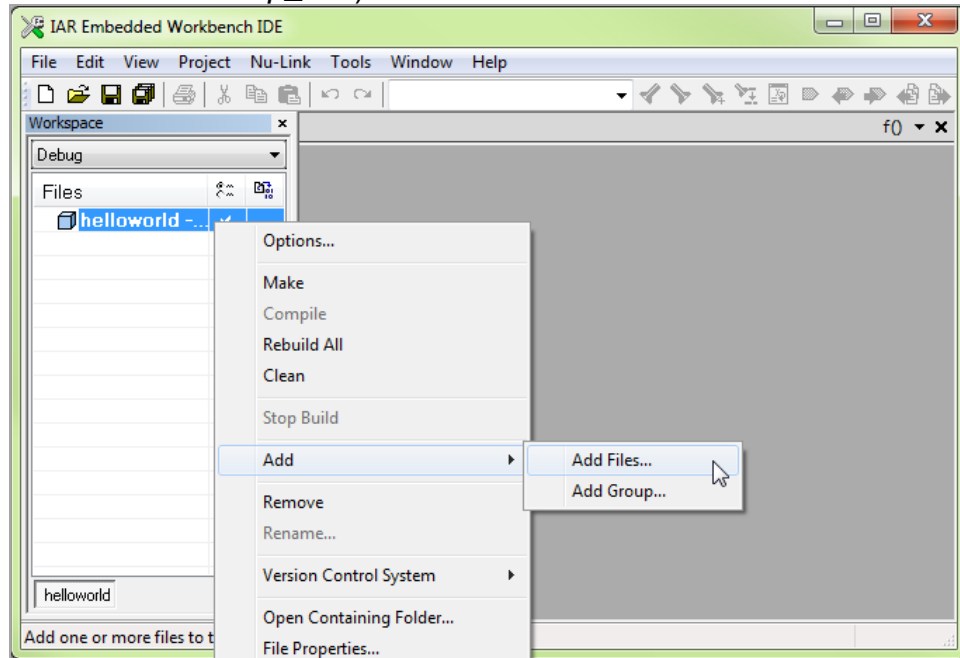 IAR Embedded Workbench IDE
File Edit View Project Nu-Link Tools Window Help
Workspace
f()
Debug
Files
helloworld -...
Options...
Make
Compile
Rebuild All
Clean
Stop Build
Add
Add Files...
Add Group...
Remove
Rename...
Version Control System
helloworld
Open Containing Folder...
Add one or more files to t
File Properties...